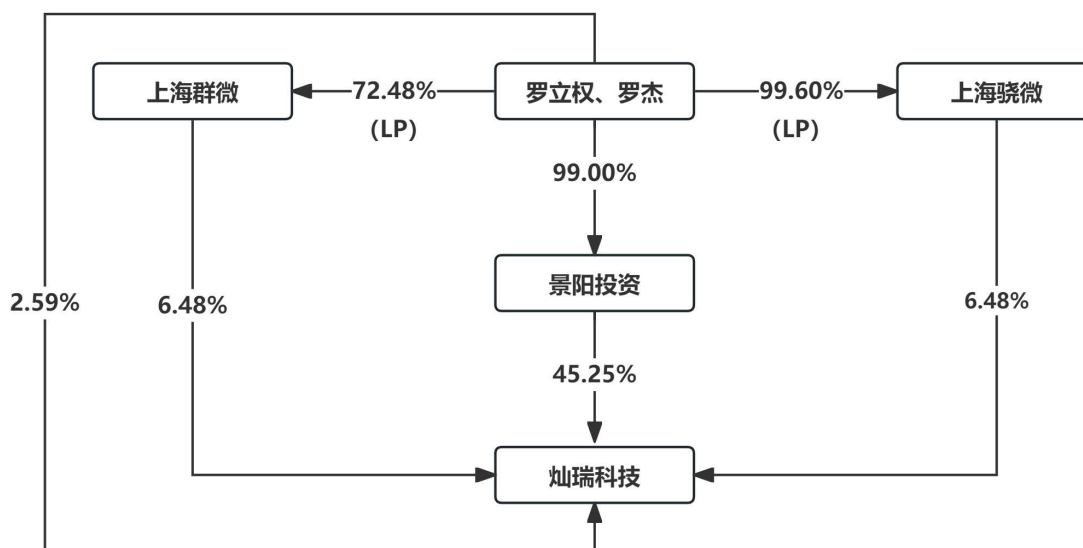 上海群微
72.48%
(LP)
罗立权、罗杰
99.60%
(LP)
上海骁微
99.00%
景阳投资
2.59%
6.48%
6.48%
45.25%
灿瑞科技